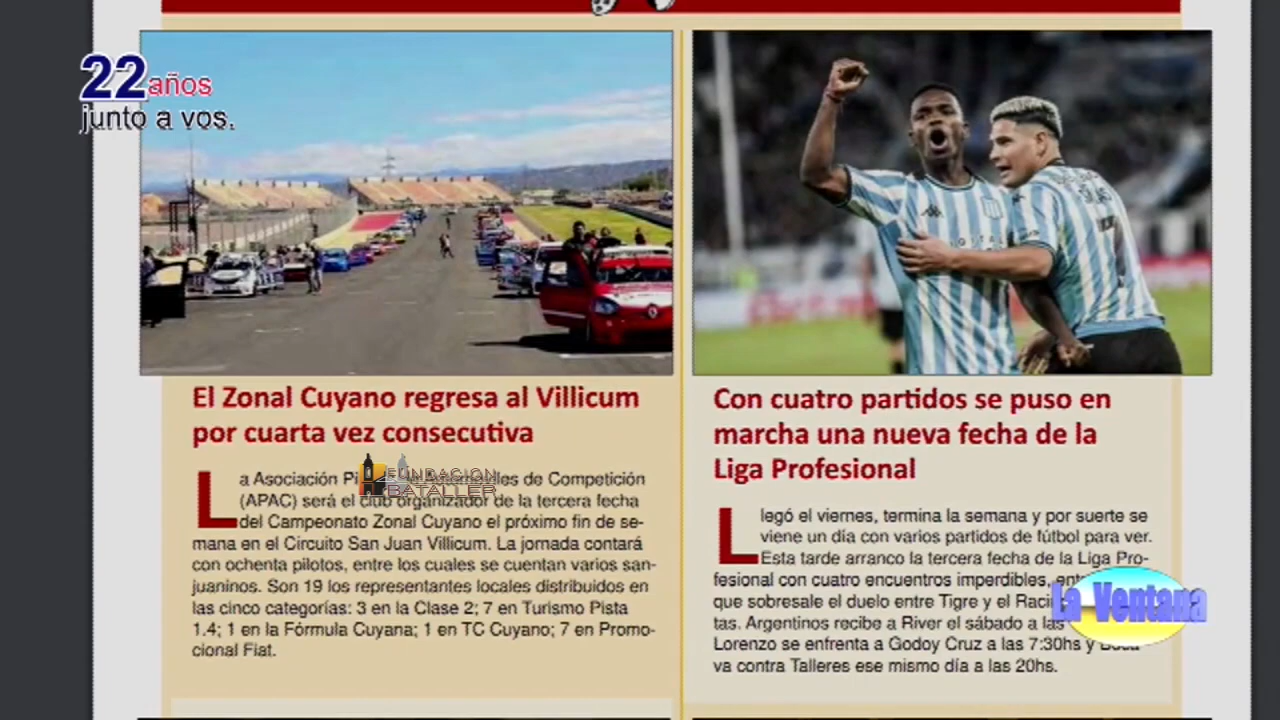 22 años
junto a vos.
El Zonal Cuyano regresa al Villicum
por cuarta vez consecutiva
La Asociación
(APAC) será el club organizador de la tercera fecha
del Campeonato Zonal Cuyano el próximo fin de se-
mana en el Circuito San Juan Villicum. La jornada contará
con ochenta pilotos, entre los cuales se cuentan varios san-
juaninos. Son 19 los representantes locales distribuidos en
las cinco categorías: 3 en la Clase 2; 7 en Turismo Pista
1.4; 1 en la Fórmula Cuyana; 1 en TC Cuyano; 7 en Promo-
cional Fiat.
FUNDACION
BATALLER
de Competición
Con cuatro partidos se puso en
marcha una nueva fecha de la
Liga Profesional
Llegó el viernes, termina la semana y por suerte se
viene un día con varios partidos de fútbol para ver.
Esta tarde arranco la tercera fecha de la Liga Pro-
fesional con cuatro encuentros imperdibles,
que sobresale el duelo entre Tigre y el
tas. Argentinos recibe a River el sábado a las
Lorenzo se enfrenta a Godoy Cruz a las 7:30hs y
va contra Talleres ese mismo día a las 20hs.
La Ventana